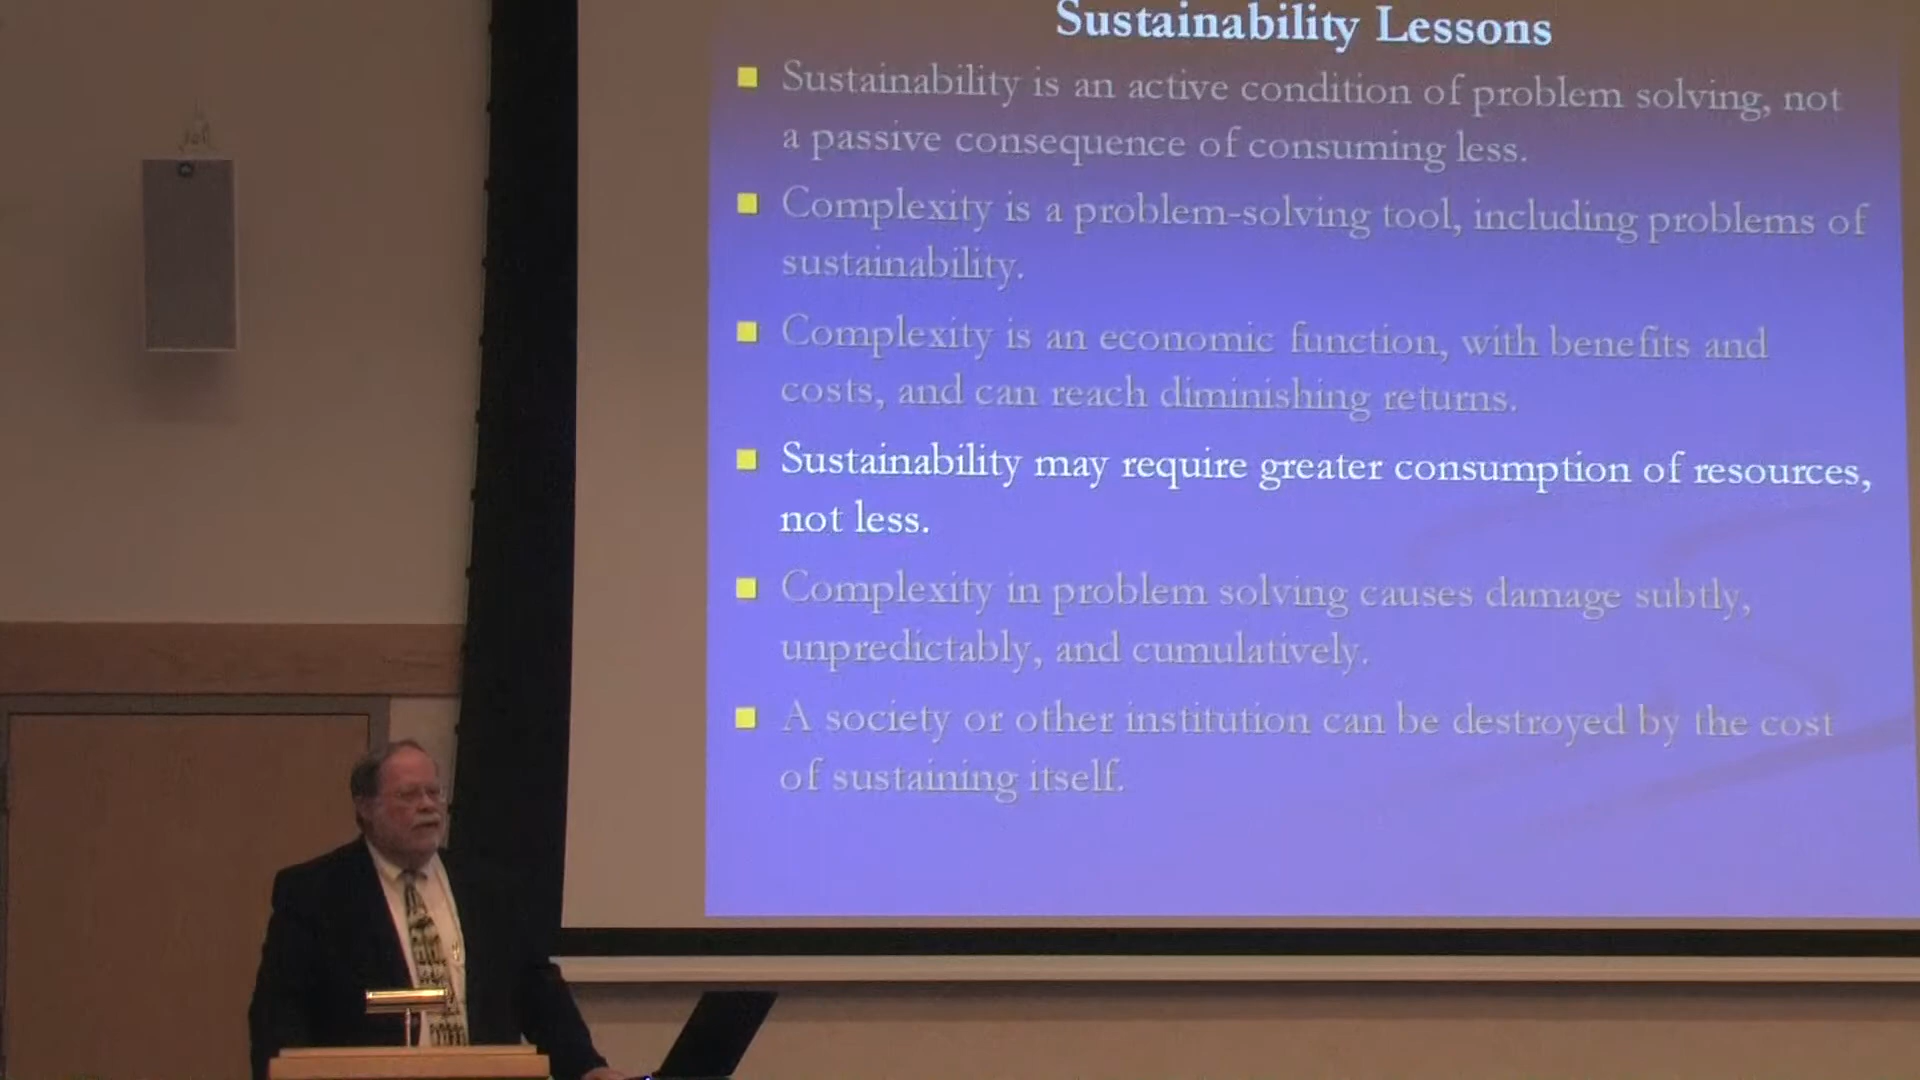 Sustainability Lessons
Sustainability is an active condition of problem solving, not
a passive consequence of consuming less.
Complexity is a problem-solving tool, including problems of
sustainability.
Complexity is an economic function, with benefits and
costs, and can reach diminishing returns.
Sustainability may require greater consumption of resources,
not less.
Complexity in problem solving causes damage subtly,
unpredictably, and cumulatively.
A society or other institution can be destroyed by the cost
of sustaining itself.